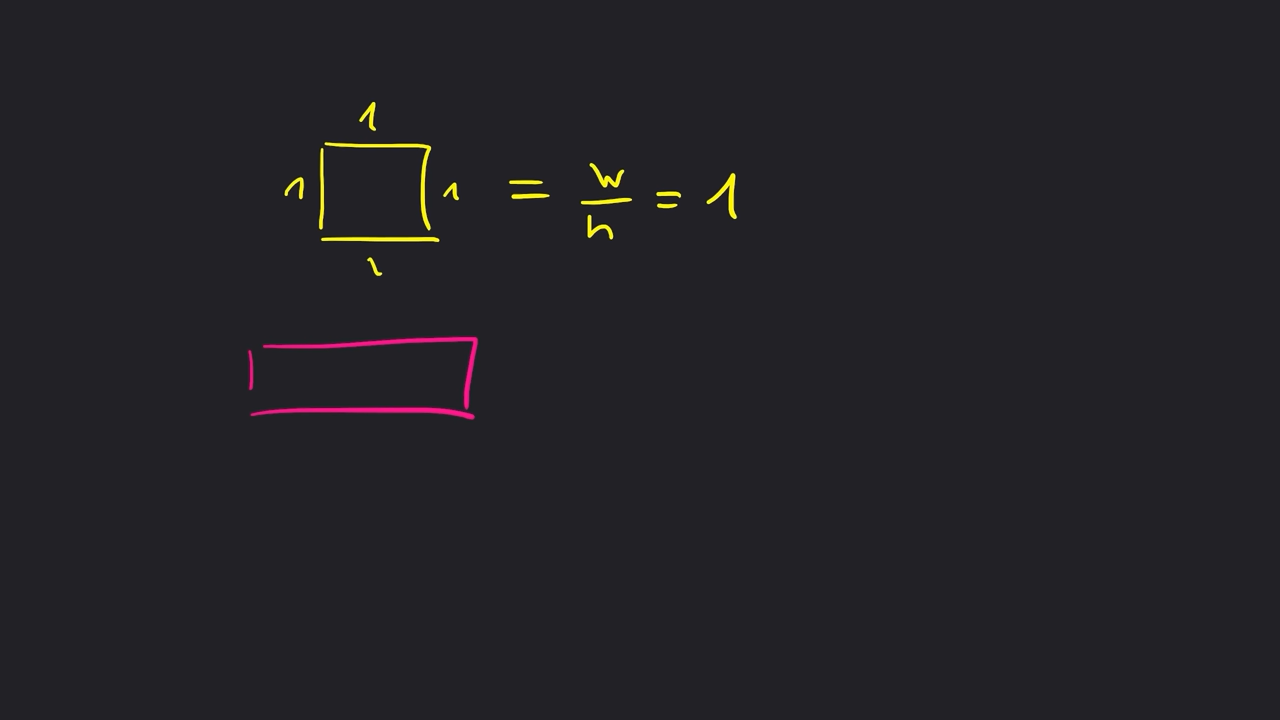 1
1 1 = w/h = 1
1